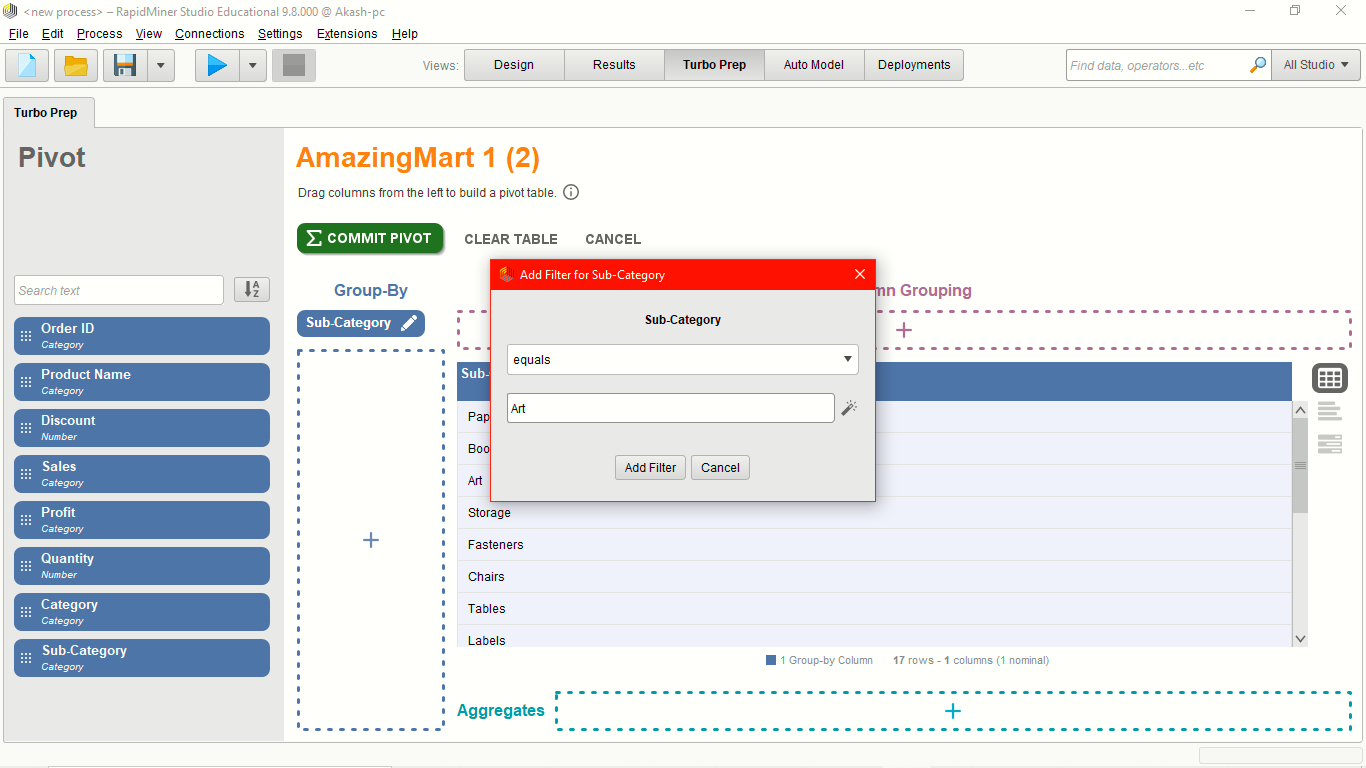 <new process> – RapidMiner Studio Educational 9.8.000 @ Akash-pc
File Edit Process View Connections Settings Extensions Help
Views: Design Results Turbo Prep Auto Model Deployments
Find data, operators...etc All Studio
Turbo Prep
Pivot
AmazingMart 1 (2)
Drag columns from the left to build a pivot table.
COMMIT PIVOT CLEAR TABLE CANCEL
Search text
Order ID
Category
Product Name
Category
Discount
Number
Sales
Category
Profit
Category
Quantity
Number
Category
Category
Sub-Category
Category
Group-By
Sub-Category
mn Grouping
Add Filter for Sub-Category
Sub-Category
equals
Art
Add Filter Cancel
Sub-
Pap
Boo
Art
Storage
Fasteners
Chairs
Tables
Labels
1 Group-by Column 17 rows - 1 columns (1 nominal)
Aggregates